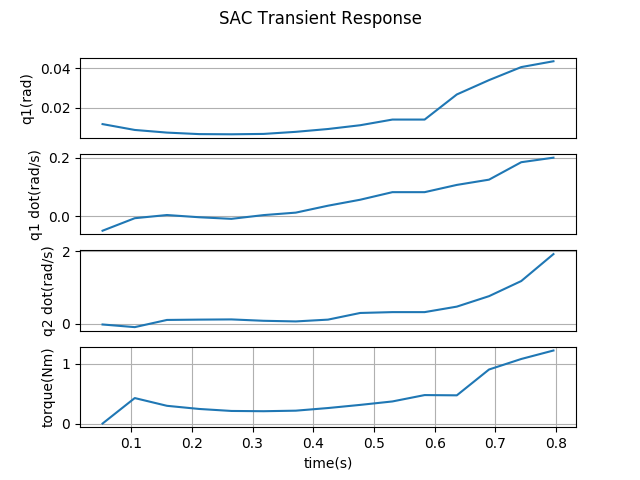 SAC Transient Response
0.04
0.02
q1(rad)
0.2
0.0
q1 dot(rad/s)
2
0
q2 dot(rad/s)
1
0
torque(Nm)
0.1 0.2 0.3 0.4 0.5 0.6 0.7 0.8
time(s)